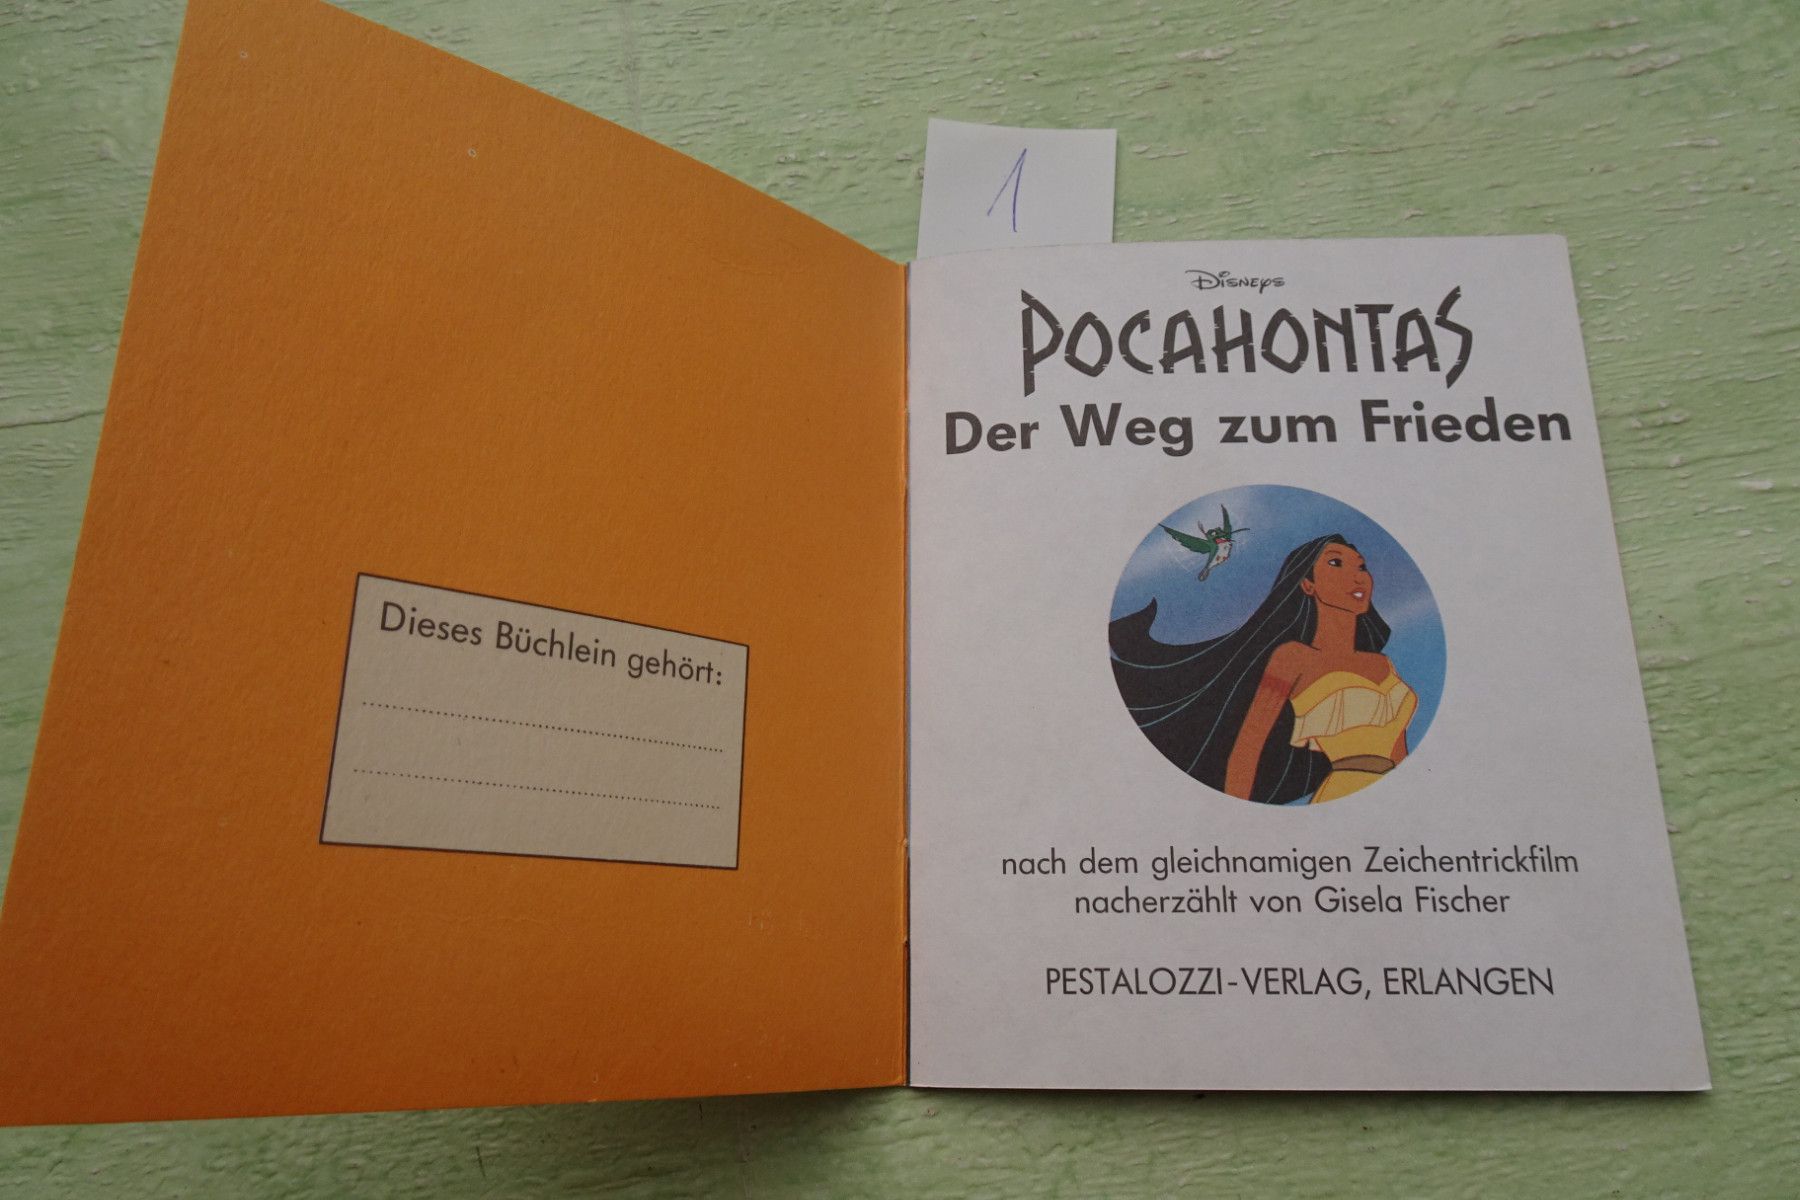 Dieses Büchlein gehört:
1
Disneys
POCAHONTAS
Der Weg zum Frieden
nach dem gleichnamigen Zeichentrickfilm
nacherzählt von Gisela Fischer
PESTALOZZI-VERLAG, ERLANGEN